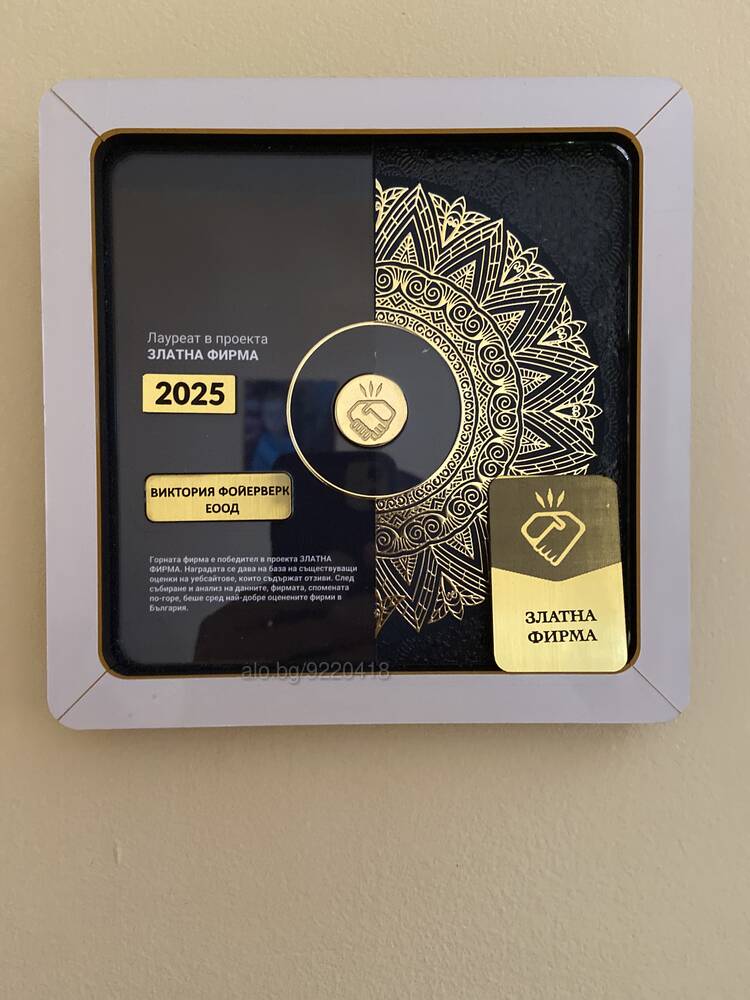 Лауреат в проекта
ЗЛАТНА ФИРМА
2025
ВИКТОРИЯ ФОЙЕРВЕРК
ЕООД
Горната фирма е победител в проекта ЗЛАТНА
ФИРМА. Наградата се дава на база на съществуващи
оценки на уебсайтове, които съдържат отзиви. След
събиране и анализ на данните, фирмата, спомената
по-горе, беше сред най-добре оценените фирми в
България.
ЗЛАТНА
ФИРМА
alo.bg/9220418